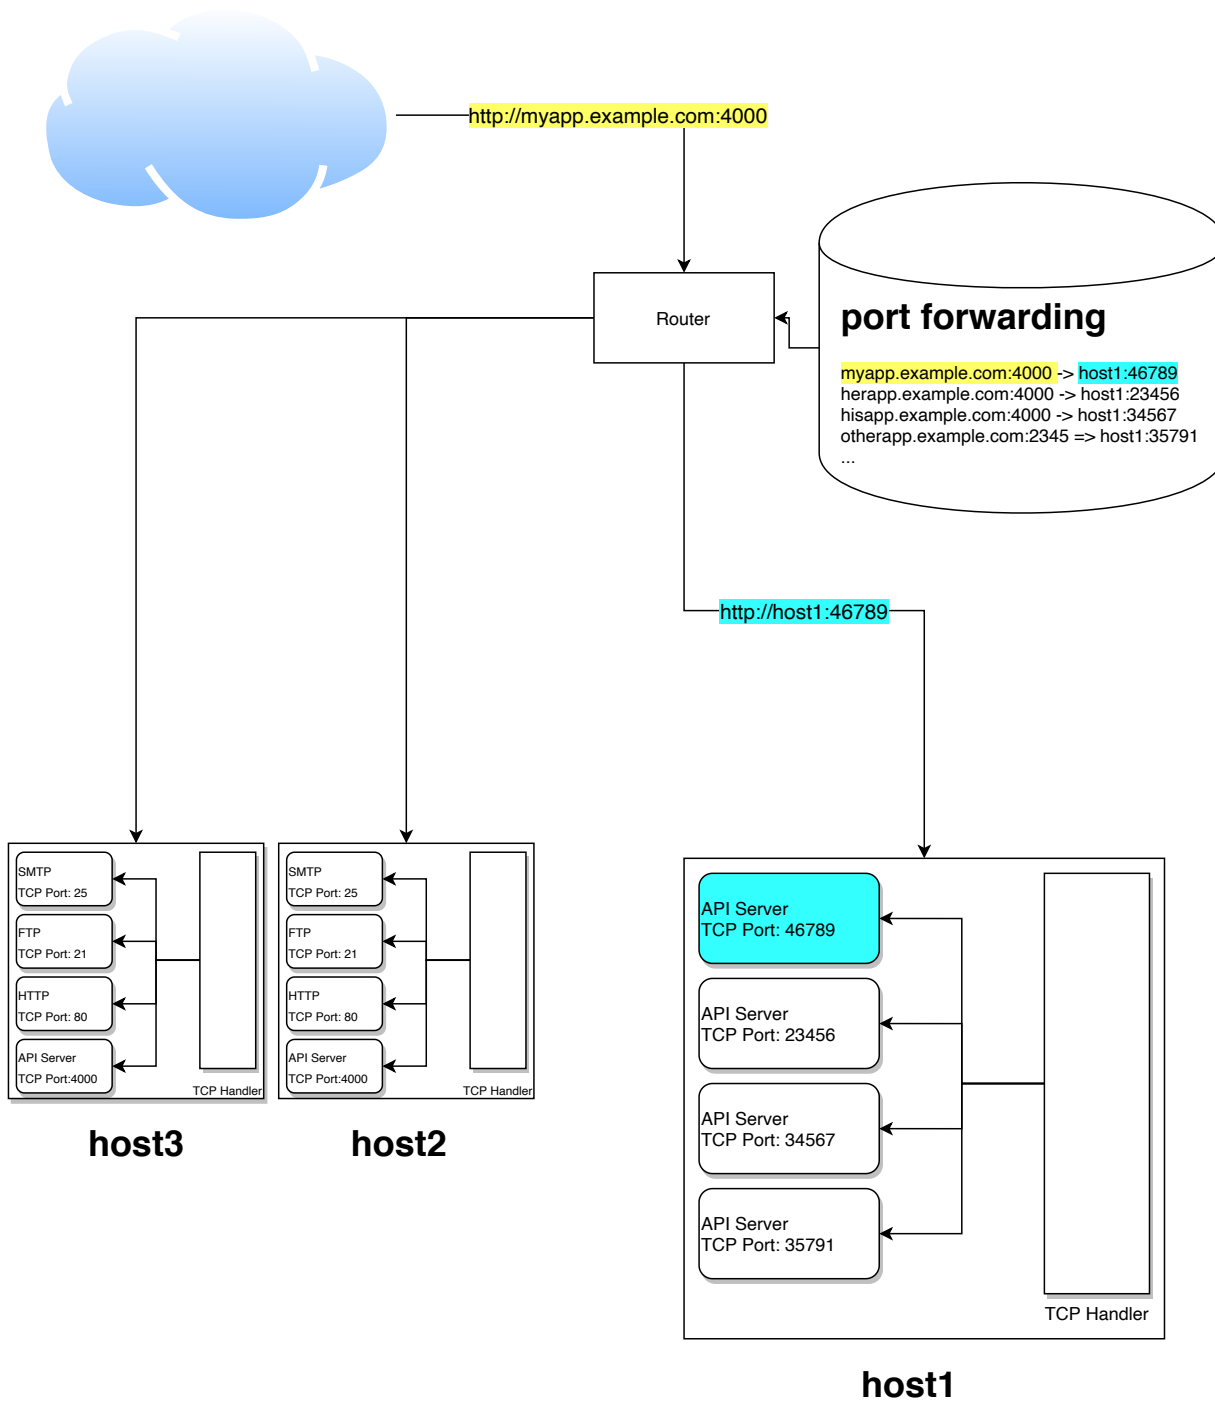 http://myapp.example.com:4000
Router
port forwarding
myapp.example.com:4000 -> host1:46789
herapp.example.com:4000 -> host1:23456
hisapp.example.com:4000 -> host1:34567
otherapp.example.com:2345 => host1:35791
...
http://host1:46789
SMTP
TCP Port: 25
FTP
TCP Port: 21
HTTP
TCP Port: 80
API Server
TCP Port:4000
TCP Handler
host3
SMTP
TCP Port: 25
FTP
TCP Port: 21
HTTP
TCP Port: 80
API Server
TCP Port:4000
TCP Handler
host2
API Server
TCP Port: 46789
API Server
TCP Port: 23456
API Server
TCP Port: 34567
API Server
TCP Port: 35791
TCP Handler
host1